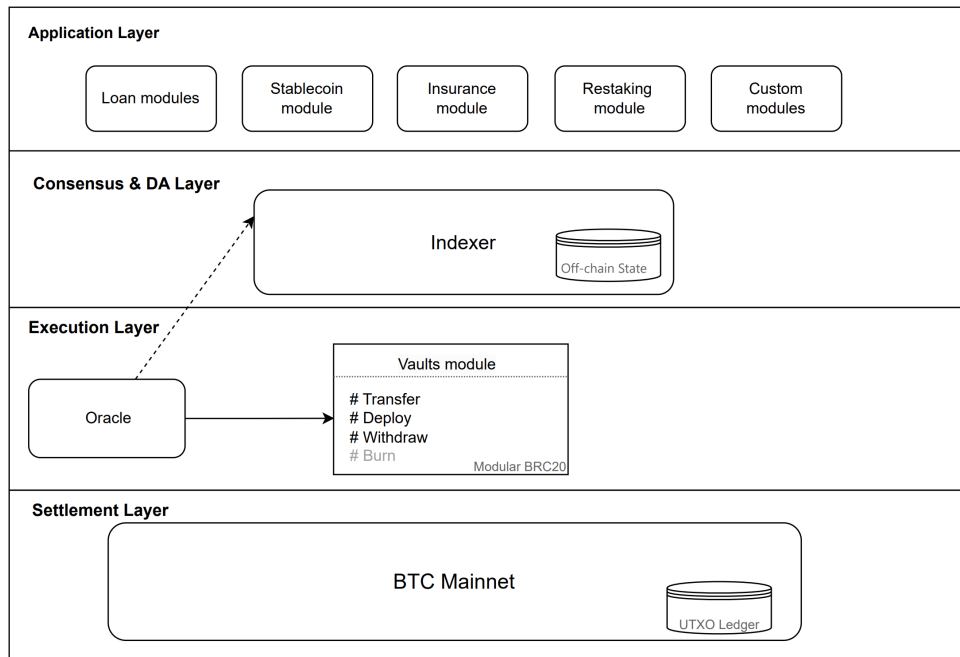 Application Layer
Loan modules
Stablecoin
module
Insurance
module
Restaking
module
Custom
modules
Consensus & DA Layer
Indexer
Off-chain State
Execution Layer
Oracle
Vaults module
# Transfer
# Deploy
# Withdraw
# Burn
Modular BRC20
Settlement Layer
BTC Mainnet
UTXO Ledger